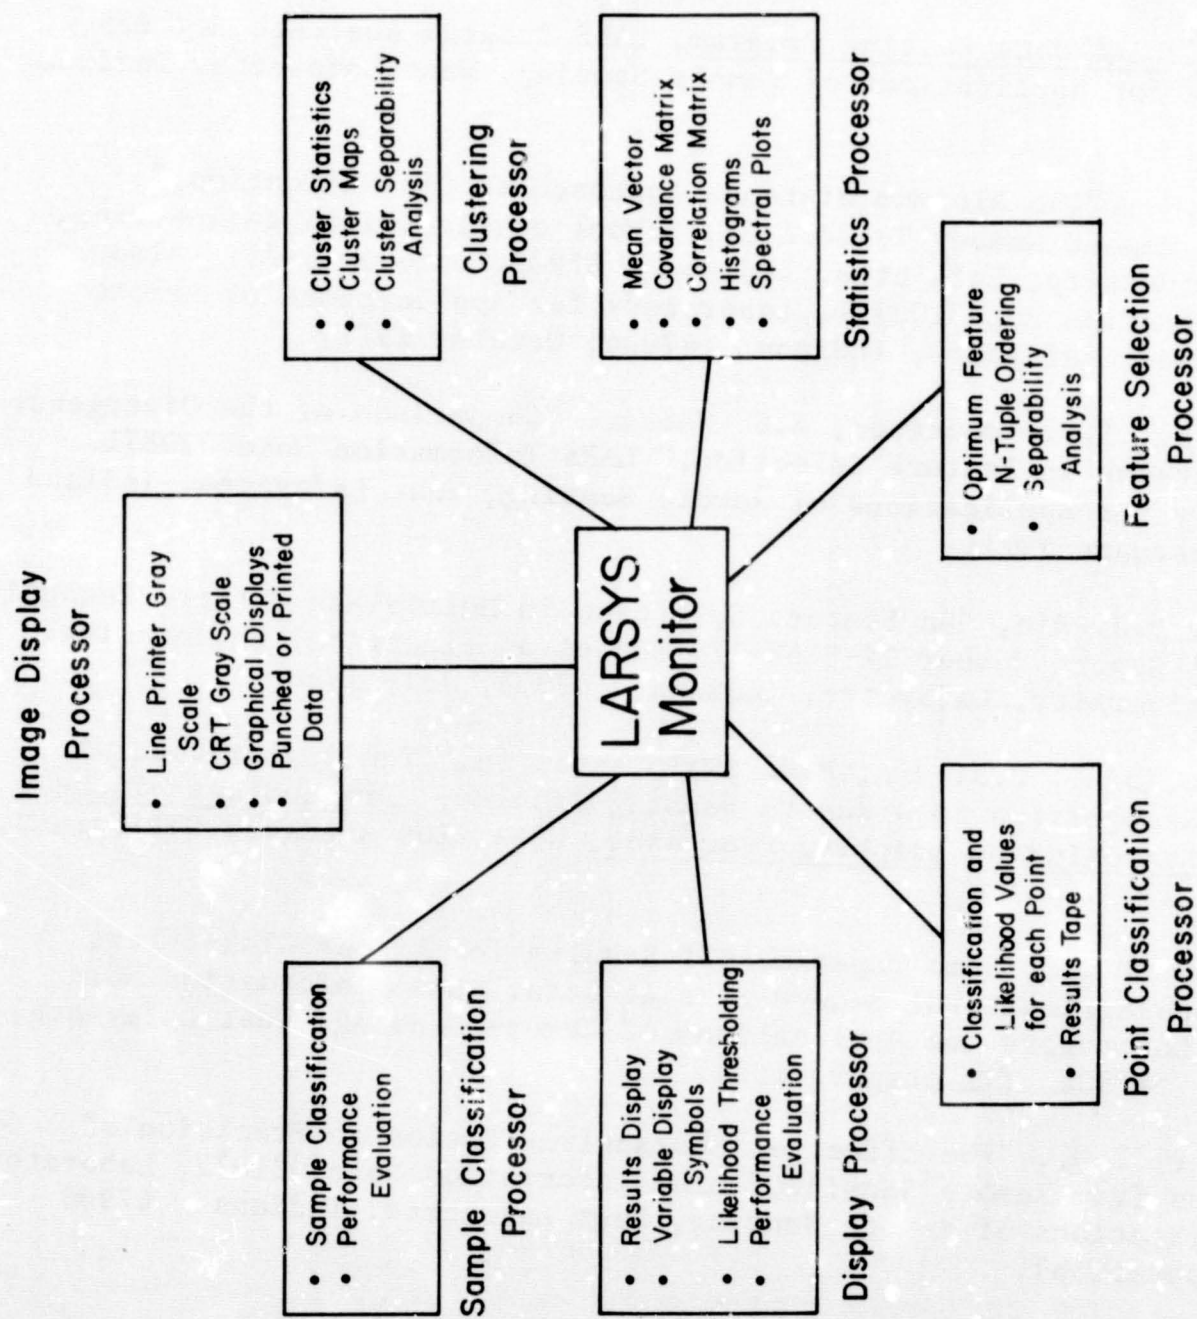 Image Display
Processor
• Line Printer Gray
Scale
• CRT Gray Scale
• Graphical Displays
• Punched or Printed
Data
• Sample Classification
• Performance
Evaluation
Sample Classification
Processor
• Cluster Statistics
• Cluster Maps
• Cluster Separability
Analysis
Clustering
Processor
LARSYS
Monitor
• Results Display
• Variable Display
Symbols
• Likelihood Thresholding
• Performance
Evaluation
Display Processor
• Mean Vector
• Covariance Matrix
• Correlation Matrix
• Histograms
• Spectral Plots
Statistics Processor
• Classification and
Likelihood Values
for each Point
• Results Tape
Point Classification
Processor
• Optimum Feature
N-Tuple Ordering
• Separability
Analysis
Feature Selection
Processor